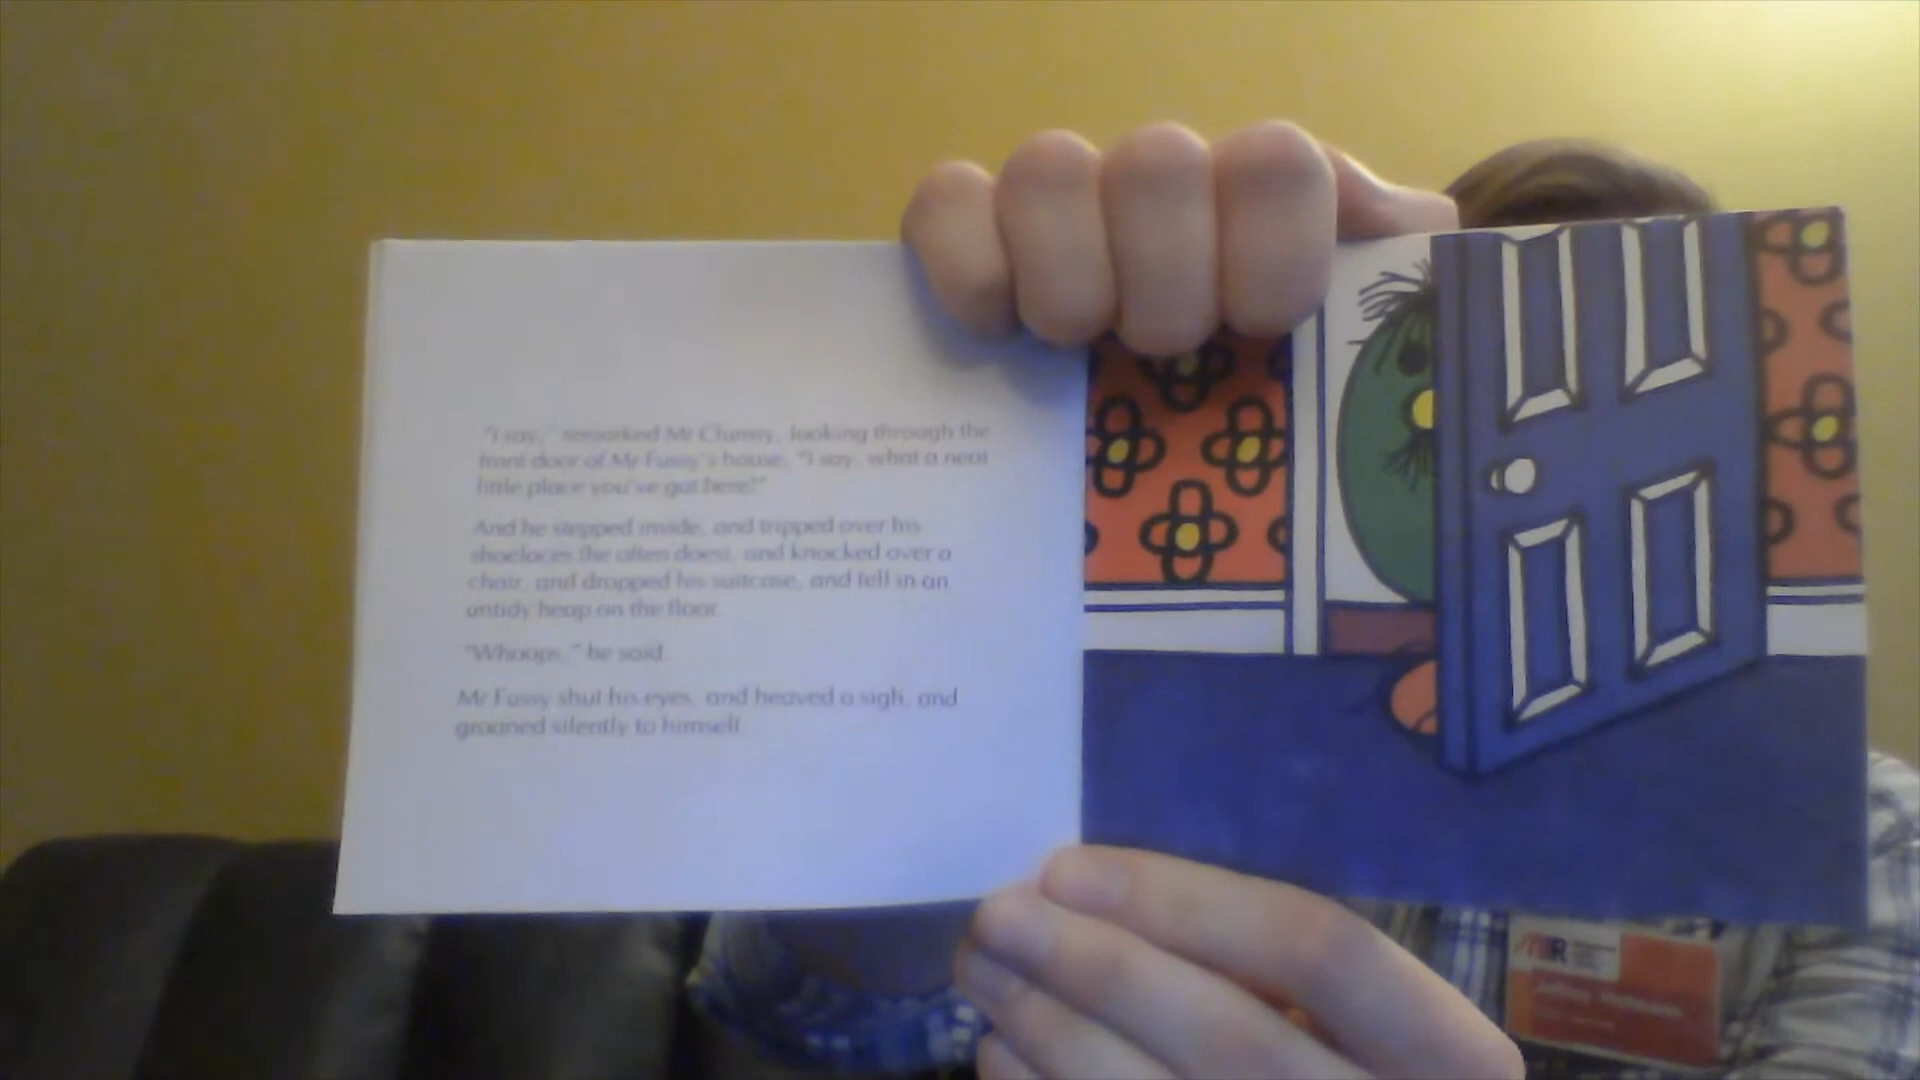 "I say," remarked Mr Clumsy, looking through the
front door of Mr Fussy's house, "I say, what a neat
little place you've got here!"
And he stepped inside, and tripped over his
shoelaces (he often does), and knocked over a
chair, and dropped his suitcase, and fell in an
untidy heap on the floor.
"Whoops," he said.
Mr Fussy shut his eyes, and heaved a sigh, and
groaned silently to himself.